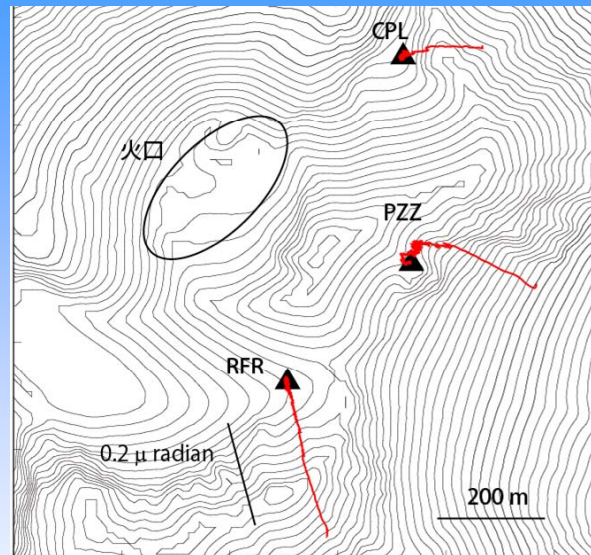 CPL
火口
PZZ
RFR
0.2 μ radian
200 m